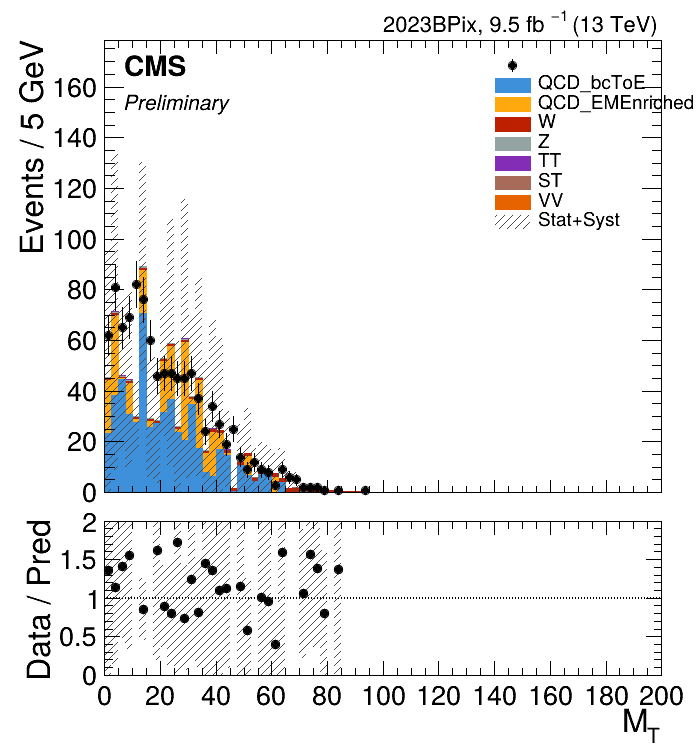 2023BPix, 9.5 fb⁻¹ (13 TeV)
CMS
Preliminary
QCD_bcToE
QCD_EMEnriched
W
Z
TT
ST
VV
Stat+Syst
Events / 5 GeV
160
140
120
100
80
60
40
20
0
Data / Pred
2
1.5
1
0.5
0
0 20 40 60 80 100 120 140 160 180 200
M_T